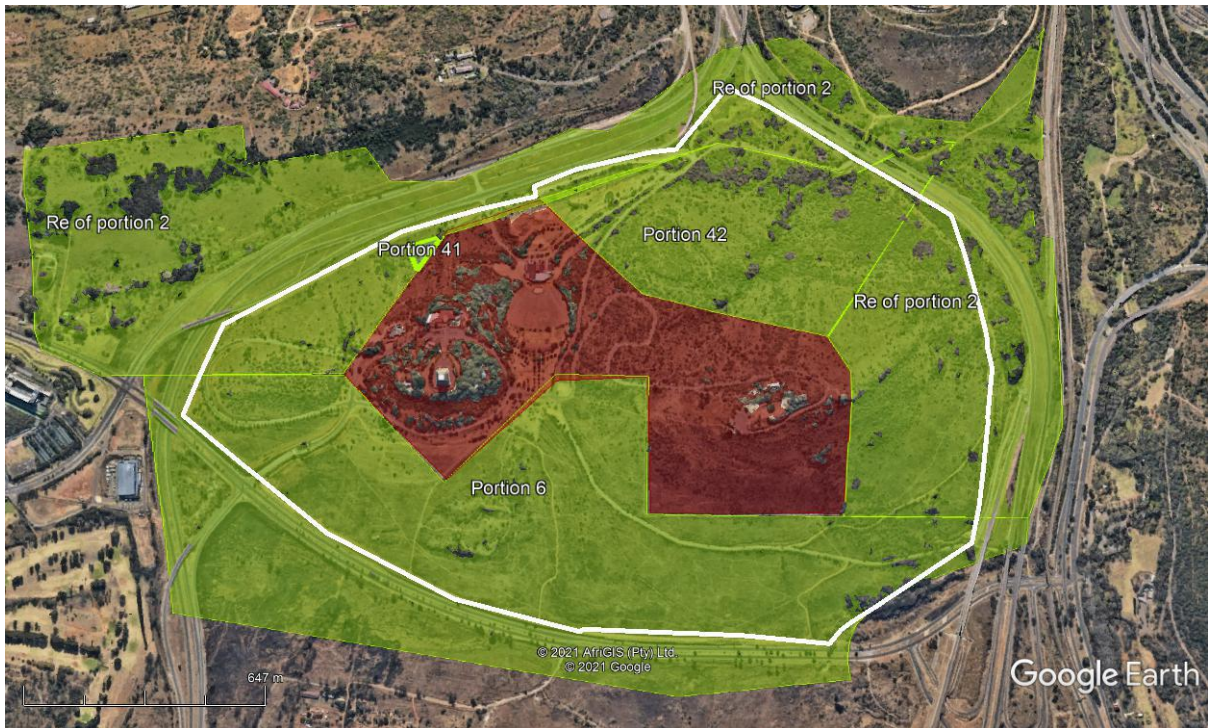 Re of portion 2
Re of portion 2
Portion 42
Portion 41
Re of portion 2
Portion 6
© 2021 AfriGIS (Pty) Ltd.
© 2021 Google
647 m
Google Earth